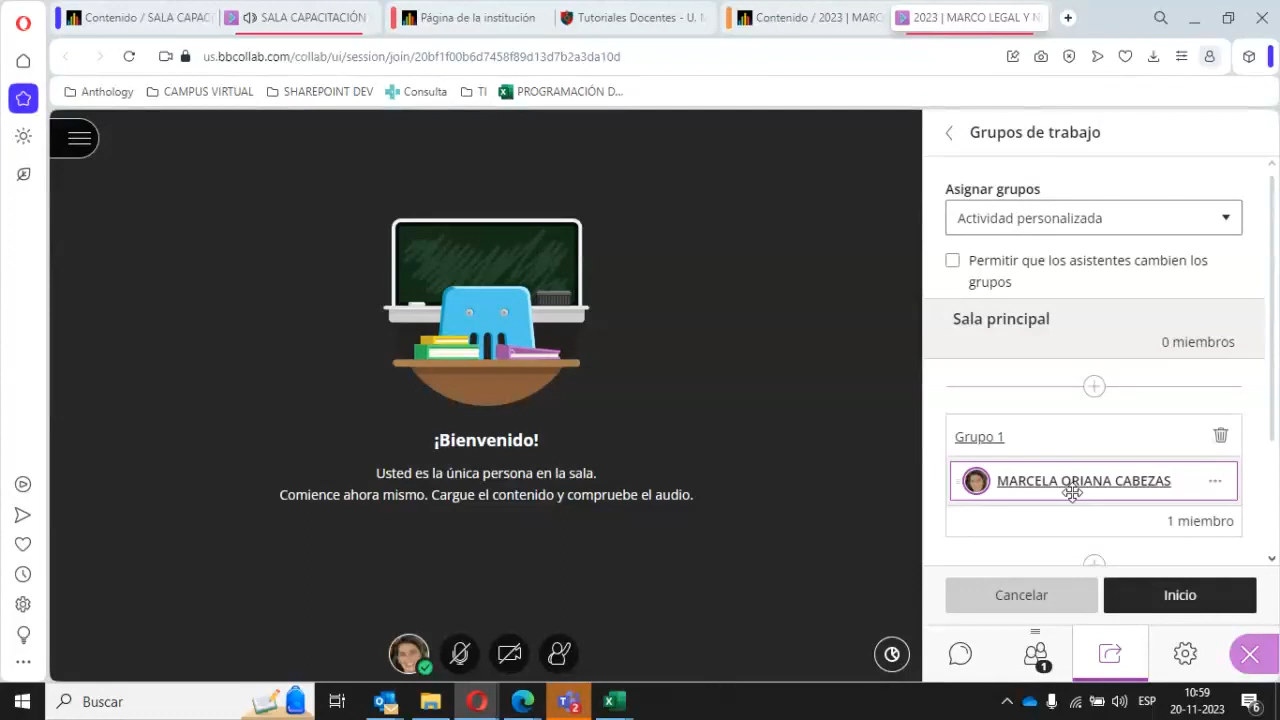 Contenido / SALA CAPAC
SALA CAPACITACIÓN
Página de la institución
Tutoriales Docentes - U. M
Contenido / 2023 | MARC
2023 | MARCO LEGAL Y N
us.bbcollab.com/collab/ui/session/join/20bf1f00b6d7458f89d13d7b2a3da10d
Anthology
CAMPUS VIRTUAL
SHAREPOINT DEV
Consulta
TI
PROGRAMACIÓN D...
Grupos de trabajo
Asignar grupos
Actividad personalizada
Permitir que los asistentes cambien los
grupos
Sala principal
0 miembros
Grupo 1
MARCELA ORIANA CABEZAS
1 miembro
¡Bienvenido!
Usted es la única persona en la sala.
Comience ahora mismo. Cargue el contenido y compruebe el audio.
Cancelar
Inicio
1
Buscar
2
ESP
10:59
20-11-2023
6